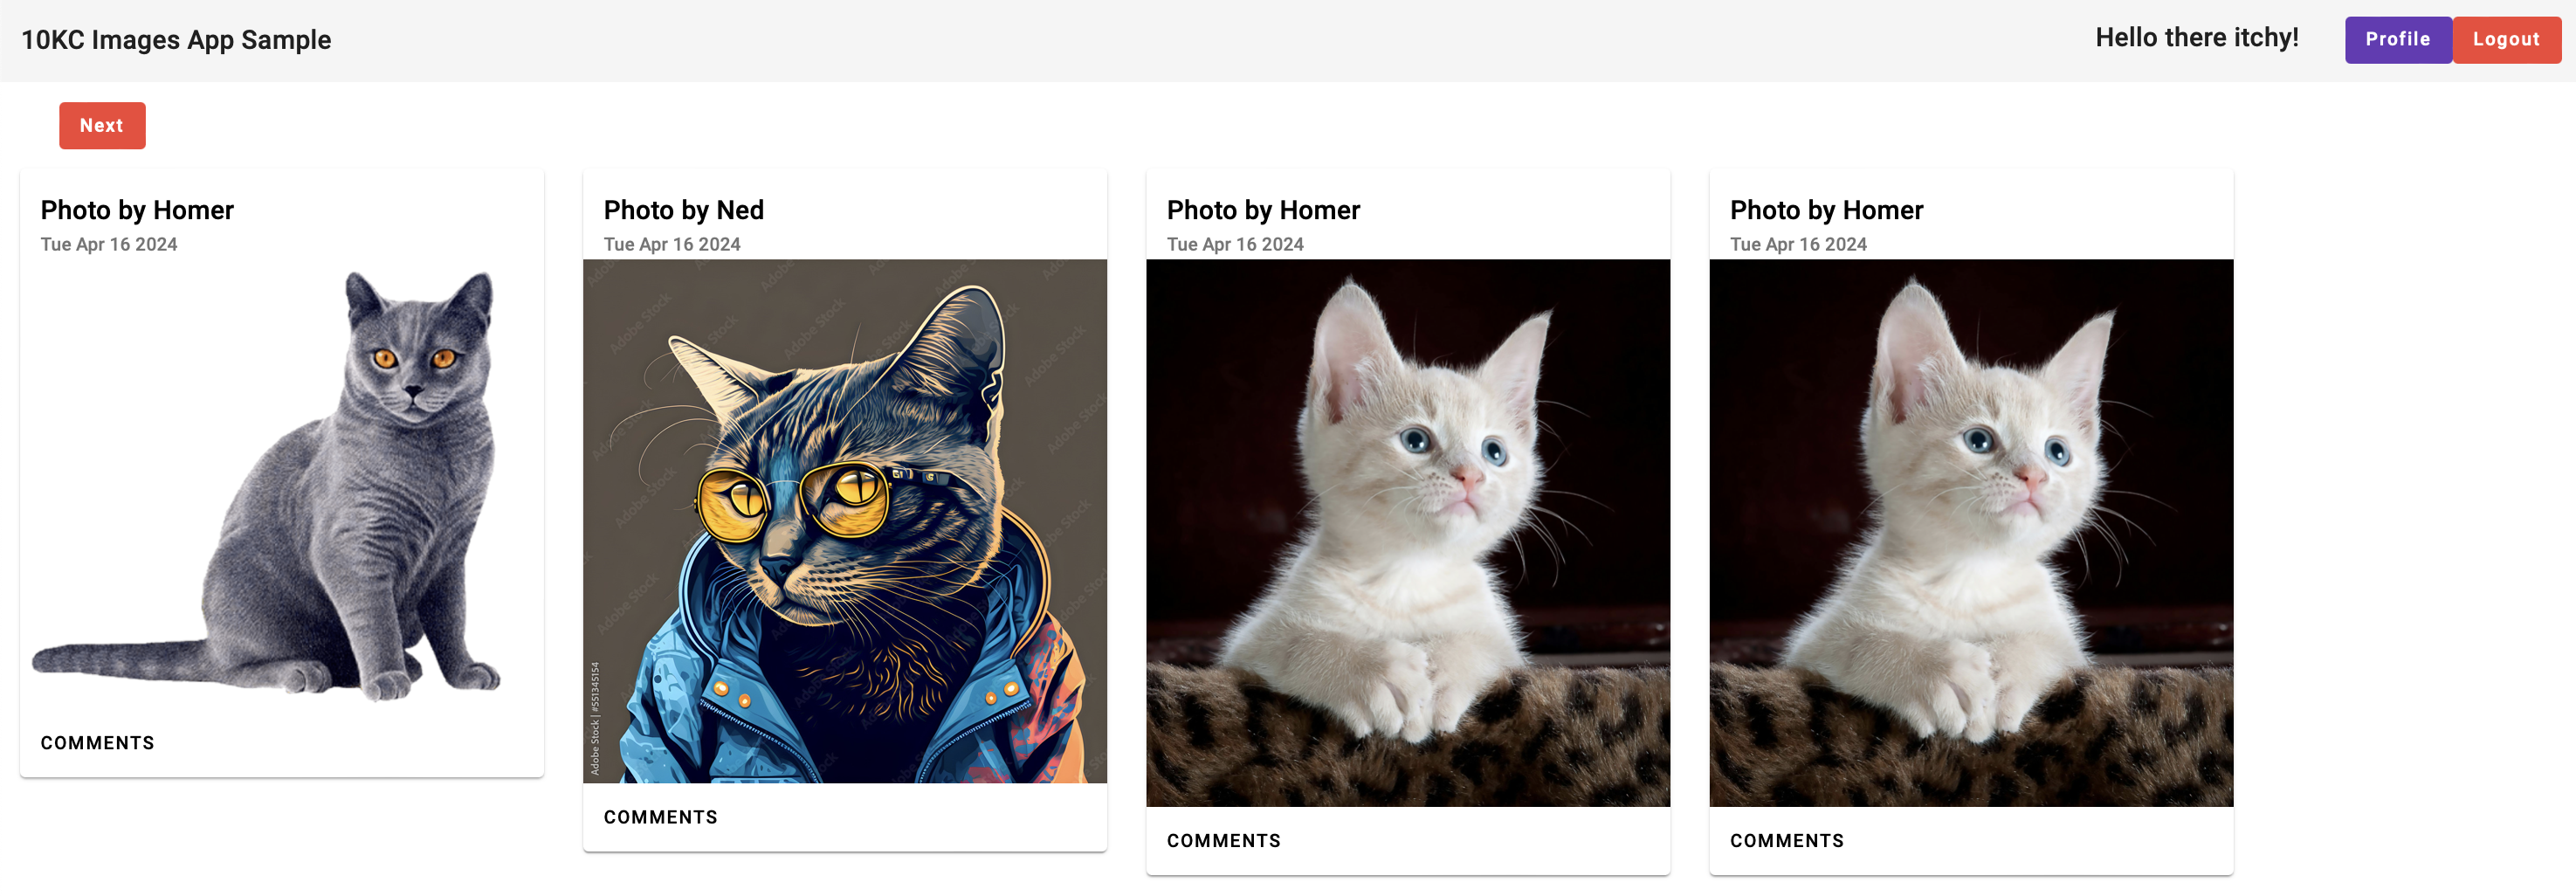 10KC Images App Sample
Hello there itchy!
Profile
Logout
Next
Photo by Homer
Tue Apr 16 2024
COMMENTS
Photo by Ned
Tue Apr 16 2024
Adobe Stock
Adobe Stock | #551345154
COMMENTS
Photo by Homer
Tue Apr 16 2024
COMMENTS
Photo by Homer
Tue Apr 16 2024
COMMENTS